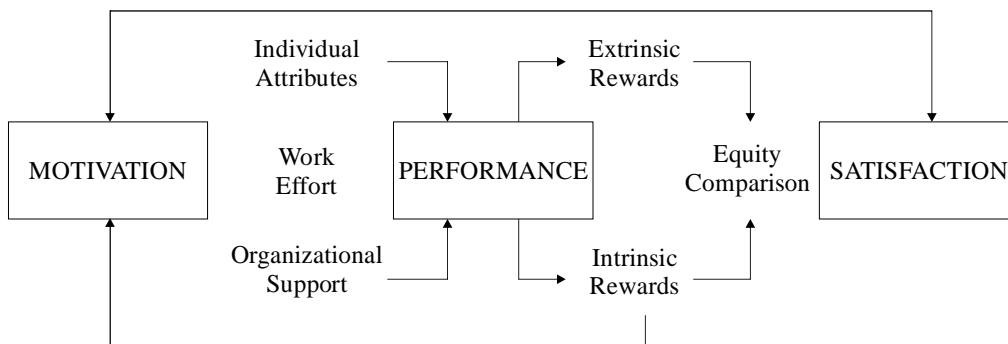 Individual
Attributes
Extrinsic
Rewards
MOTIVATION
Work
Effort
PERFORMANCE
Equity
Comparison
SATISFACTION
Organizational
Support
Intrinsic
Rewards